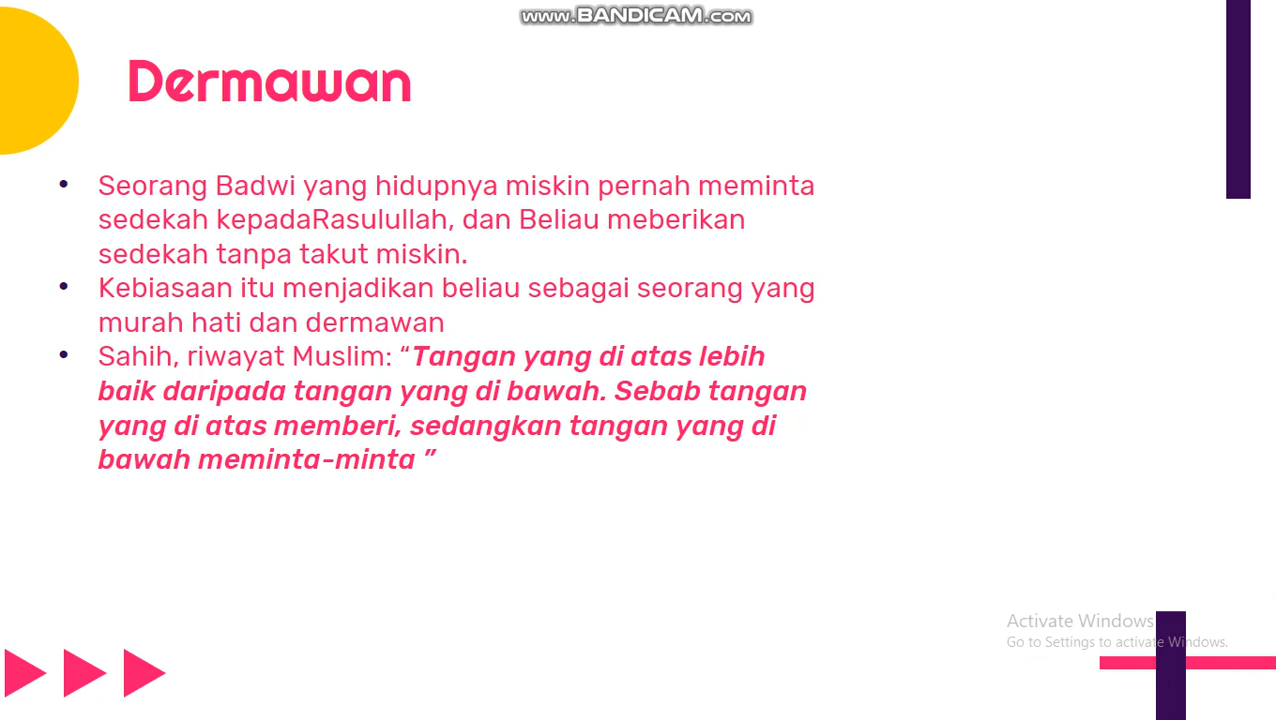 www.BANDICAM.com
Dermawan
• Seorang Badwi yang hidupnya miskin pernah meminta
sedekah kepadaRasulullah, dan Beliau meberikan
sedekah tanpa takut miskin.
• Kebiasaan itu menjadikan beliau sebagai seorang yang
murah hati dan dermawan
• Sahih, riwayat Muslim: “Tangan yang di atas lebih
baik daripada tangan yang di bawah. Sebab tangan
yang di atas memberi, sedangkan tangan yang di
bawah meminta-minta ”
Activate Windows
Go to Settings to activate Windows.